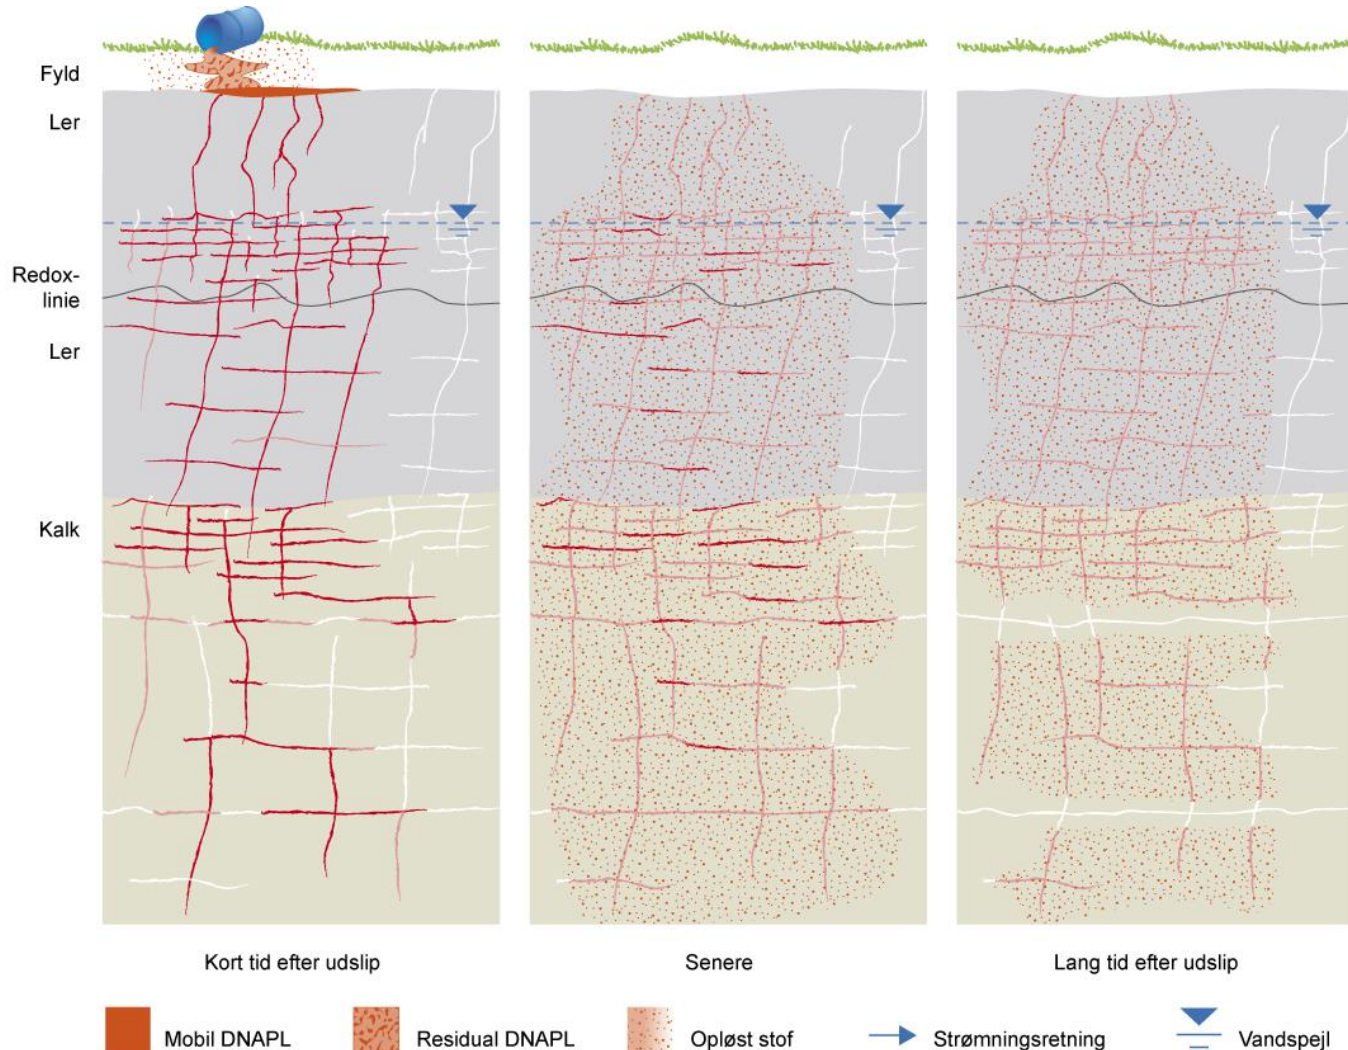 Fyld
Ler
Redox-
linie
Ler
Kalk
Kort tid efter udslip
Senere
Lang tid efter udslip
Mobil DNAPL
Residual DNAPL
Opløst stof
Strømningsretning
Vandspejl